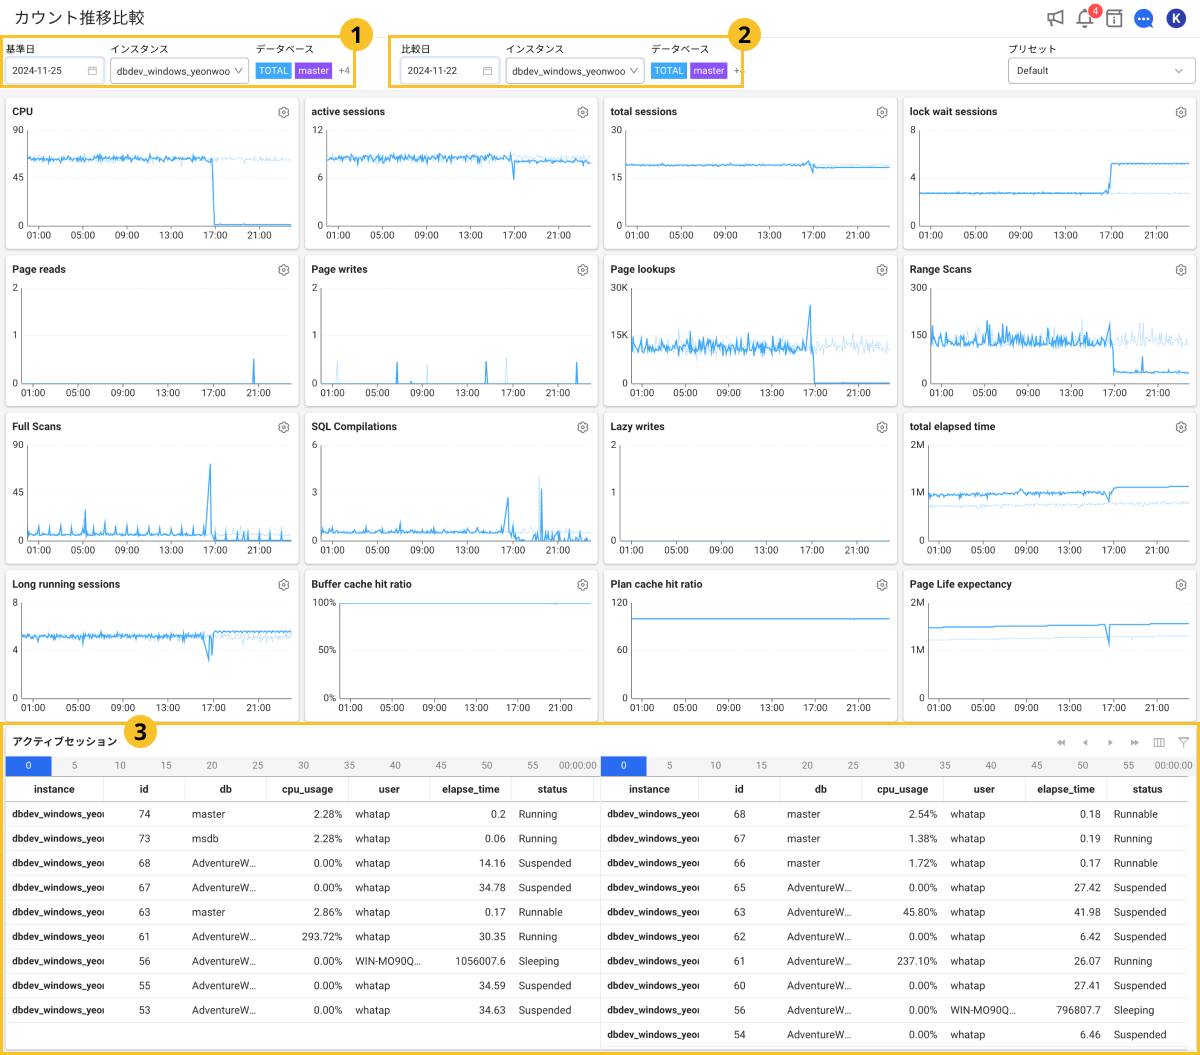 カウント推移比較
4
K
1
2
基準日 インスタンス データベース
比較日 インスタンス データベース
プリセット
2024-11-25 dbdev_windows_yeonwoo TOTAL master +4
2024-11-22 dbdev_windows_yeonwoo TOTAL master
Default
CPU
90
45
0
01:00 05:00 09:00 13:00 17:00 21:00
active sessions
12
6
0
01:00 05:00 09:00 13:00 17:00 21:00
total sessions
30
15
0
01:00 05:00 09:00 13:00 17:00 21:00
lock wait sessions
8
4
0
01:00 05:00 09:00 13:00 17:00 21:00
Page reads
2
1
0
01:00 05:00 09:00 13:00 17:00 21:00
Page writes
2
1
0
01:00 05:00 09:00 13:00 17:00 21:00
Page lookups
30K
15K
0
01:00 05:00 09:00 13:00 17:00 21:00
Range Scans
300
150
0
01:00 05:00 09:00 13:00 17:00 21:00
Full Scans
90
45
0
01:00 05:00 09:00 13:00 17:00 21:00
SQL Compilations
6
3
0
01:00 05:00 09:00 13:00 17:00 21:00
Lazy writes
2
1
0
01:00 05:00 09:00 13:00 17:00 21:00
total elapsed time
2M
1M
0
01:00 05:00 09:00 13:00 17:00 21:00
Long running sessions
8
4
0
01:00 05:00 09:00 13:00 17:00 21:00
Buffer cache hit ratio
100%
50%
0%
01:00 05:00 09:00 13:00 17:00 21:00
Plan cache hit ratio
120
60
0
01:00 05:00 09:00 13:00 17:00 21:00
Page Life expectancy
2M
1M
0
01:00 05:00 09:00 13:00 17:00 21:00
アクティブセッション
3
0 5 10 15 20 25 30 35 40 45 50 55 00:00:00 0 5 10 15 20 25 30 35 40 45 50 55 00:00:00
instance id db cpu_usage user elapse_time status instance id db cpu_usage user elapse_time status
dbdev_windows_yeon 74 master 2.28% whatap 0.2 Running dbdev_windows_yeon 68 master 2.54% whatap 0.18 Runnable
dbdev_windows_yeon 73 msdb 2.28% whatap 0.06 Running dbdev_windows_yeon 67 master 1.38% whatap 0.19 Running
dbdev_windows_yeon 68 AdventureW... 0.00% whatap 14.16 Suspended dbdev_windows_yeon 66 master 1.72% whatap 0.17 Runnable
dbdev_windows_yeon 67 AdventureW... 0.00% whatap 34.78 Suspended dbdev_windows_yeon 65 AdventureW... 0.00% whatap 27.42 Suspended
dbdev_windows_yeon 63 master 2.86% whatap 0.17 Runnable dbdev_windows_yeon 63 AdventureW... 45.80% whatap 41.98 Suspended
dbdev_windows_yeon 61 AdventureW... 293.72% whatap 30.35 Running dbdev_windows_yeon 62 AdventureW... 0.00% whatap 6.42 Suspended
dbdev_windows_yeon 56 AdventureW... 0.00% WIN-MO90Q... 1056007.6 Sleeping dbdev_windows_yeon 61 AdventureW... 237.10% whatap 26.07 Running
dbdev_windows_yeon 55 AdventureW... 0.00% whatap 34.59 Suspended dbdev_windows_yeon 60 AdventureW... 0.00% whatap 27.41 Suspended
dbdev_windows_yeon 53 AdventureW... 0.00% whatap 34.63 Suspended dbdev_windows_yeon 56 AdventureW... 0.00% WIN-MO90Q... 796807.7 Sleeping
dbdev_windows_yeon 54 AdventureW... 0.00% whatap 6.46 Suspended